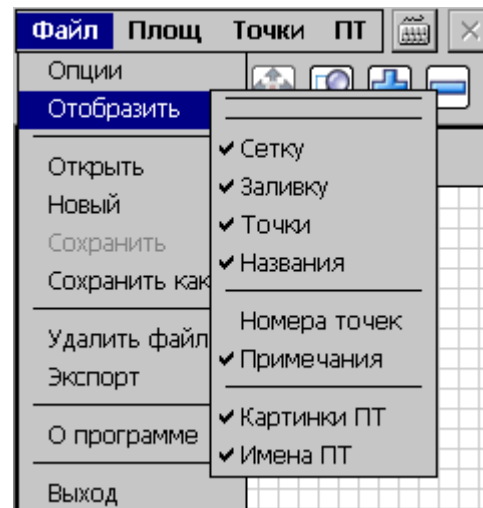 Файл Площ Точки ПТ
Опции
Отобразить
Открыть
Новый
Сохранить
Сохранить как
Удалить файл
Экспорт
О программе
Выход
Сетку
Заливку
Точки
Названия
Номера точек
Примечания
Картинки ПТ
Имена ПТ